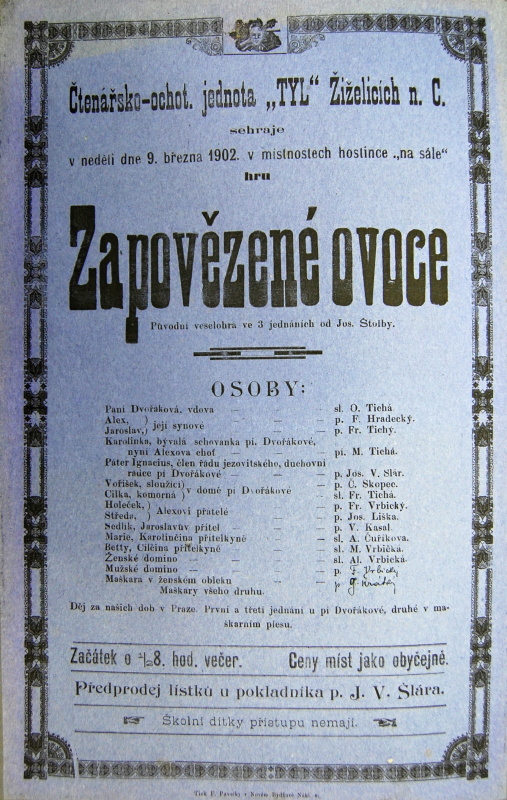 Čtenářsko-ochot. jednota „TYL“ Žiželicích n. C.
sehraje
v neděli dne 9. března 1902. v místnostech hostince „na sále“
hru
Zapovězené ovoce
Původní veselohra ve 3 jednáních od Jos. Štolby.
OSOBY:
Paní Dvořáková, vdova — — — sl. O. Tichá.
Alex, ) její synové — — — p. F. Hradecký.
Jaroslav, ) p. Fr. Tichý.
Karolinka, bývalá schovanka pí. Dvořákové,
nyní Alexova choť — — — pí. M. Tichá.
Páter Ignacius, člen řádu jezovitského, duchovní
rádce pí Dvořákové — — — p. Jos. V. Šlár.
Voříšek, sloužící ) v domě pí Dvořákové — p. Č. Skopec.
Cilka, komorná ) sl. Fr. Tichá.
Holeček, ) Alexovi přátelé — — p. Fr. Vrbický.
Středa, ) p. Jos. Liška.
Sedlík, Jaroslavův přítel — — — p. V. Kasal.
Marie, Karolinčina přítelkyně — — sl. A. Čuříkova.
Betty, Cilčina přítelkyně — — sl. M. Vrbická.
Ženské domino — — — sl. Al. Vrbická.
Mužské domino — — — p.
Maškara v ženském obleku — — p
Maškary všeho druhu.
Děj za našich dob v Praze. První a třetí jednání u pí Dvořákové, druhé v ma-
škarním plesu.
Začátek o ½8. hod. večer. Ceny míst jako obyčejně.
Předprodej lístků u pokladníka p. J. V. Šlára.
Školní dítky přístupu nemají.